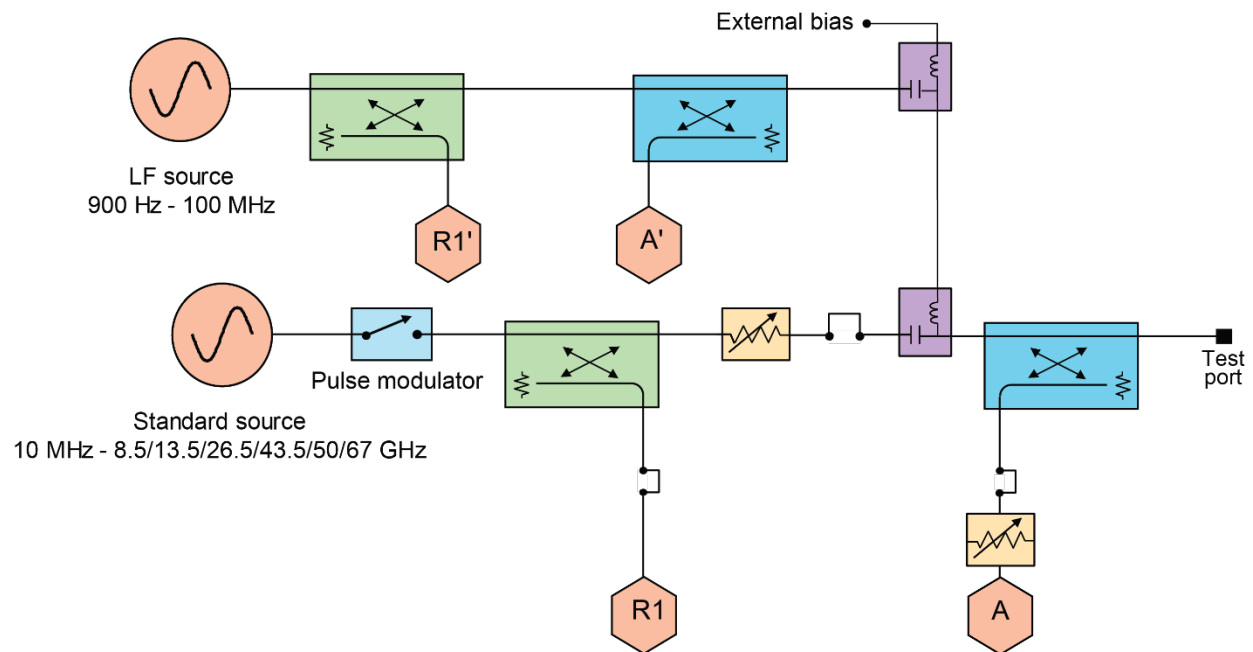 External bias
LF source
900 Hz - 100 MHz
R1'
A'
Pulse modulator
Test
port
Standard source
10 MHz - 8.5/13.5/26.5/43.5/50/67 GHz
R1
A